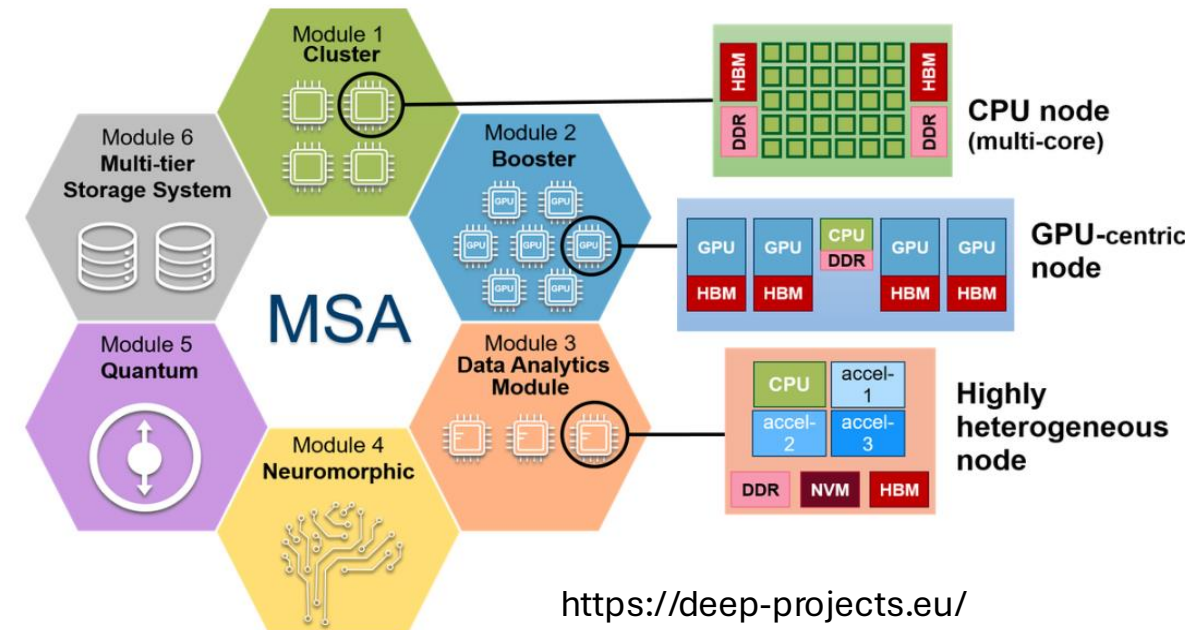 Module 1
Cluster
Module 2
Booster
GPU
GPU
GPU
GPU
GPU
GPU
GPU
Module 3
Data Analytics
Module
Module 4
Neuromorphic
Module 5
Quantum
Module 6
Multi-tier
Storage System
MSA
HBM
DDR
HBM
DDR
CPU node
(multi-core)
GPU
HBM
GPU
HBM
CPU
DDR
GPU
HBM
GPU
HBM
GPU-centric
node
CPU
accel-
1
accel-
2
accel-
3
DDR
NVM
HBM
Highly
heterogeneous
node
https://deep-projects.eu/